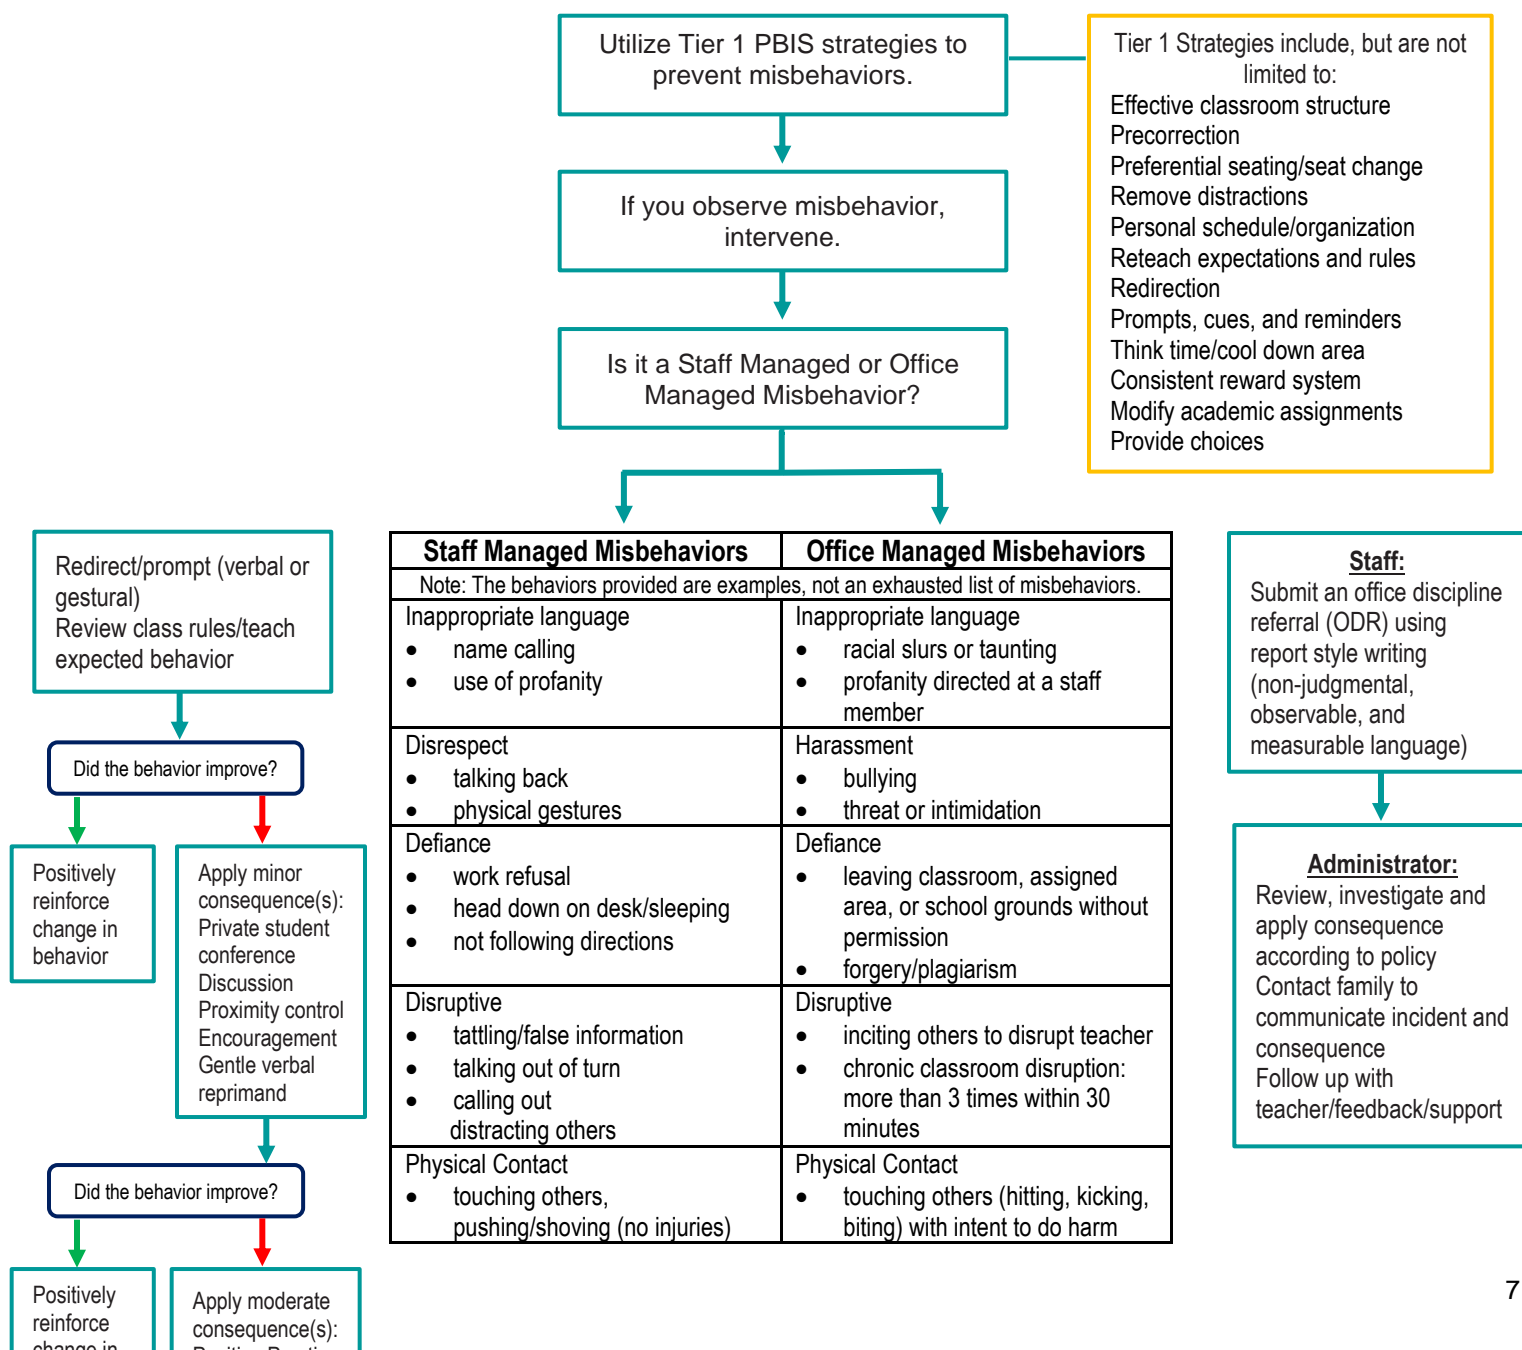 Utilize Tier 1 PBIS strategies to
prevent misbehaviors.
Tier 1 Strategies include, but are not
limited to:
Effective classroom structure
Precorrection
Preferential seating/seat change
Remove distractions
Personal schedule/organization
Reteach expectations and rules
Redirection
Prompts, cues, and reminders
Think time/cool down area
Consistent reward system
Modify academic assignments
Provide choices
If you observe misbehavior,
intervene.
Is it a Staff Managed or Office
Managed Misbehavior?
Redirect/prompt (verbal or
gestural)
Review class rules/teach
expected behavior
Did the behavior improve?
Positively
reinforce
change in
behavior
Apply minor
consequence(s):
Private student
conference
Discussion
Proximity control
Encouragement
Gentle verbal
reprimand
Did the behavior improve?
Positively
reinforce
change in
Apply moderate
consequence(s):
Staff Managed Misbehaviors
Office Managed Misbehaviors
Note: The behaviors provided are examples, not an exhausted list of misbehaviors.
Inappropriate language
• name calling
• use of profanity
Inappropriate language
• racial slurs or taunting
• profanity directed at a staff
member
Disrespect
• talking back
• physical gestures
Harassment
• bullying
• threat or intimidation
Defiance
• work refusal
• head down on desk/sleeping
• not following directions
Defiance
• leaving classroom, assigned
area, or school grounds without
permission
• forgery/plagiarism
Disruptive
• tattling/false information
• talking out of turn
• calling out
distracting others
Disruptive
• inciting others to disrupt teacher
• chronic classroom disruption:
more than 3 times within 30
minutes
Physical Contact
• touching others,
pushing/shoving (no injuries)
Physical Contact
• touching others (hitting, kicking,
biting) with intent to do harm
Staff:
Submit an office discipline
referral (ODR) using
report style writing
(non-judgmental,
observable, and
measurable language)
Administrator:
Review, investigate and
apply consequence
according to policy
Contact family to
communicate incident and
consequence
Follow up with
teacher/feedback/support
7